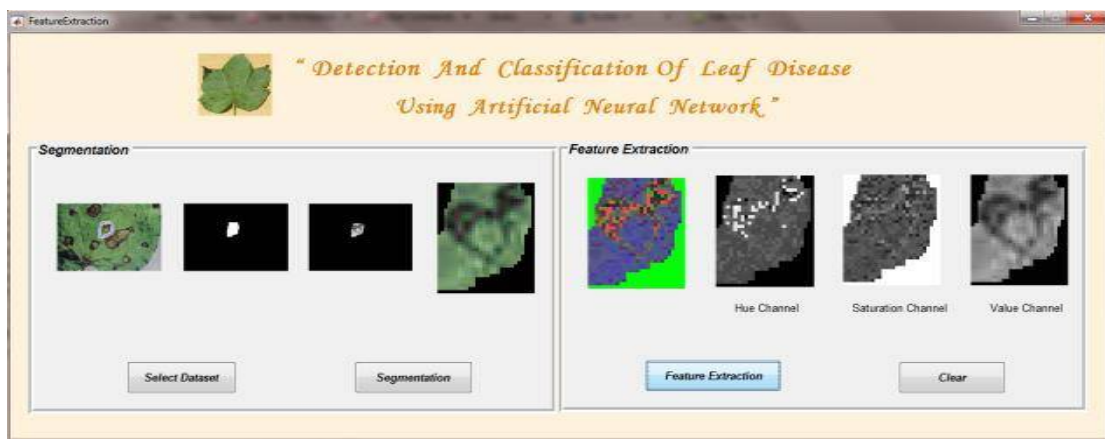 FeatureExtraction
“ Detection And Classification Of Leaf Disease
Using Artificial Neural Network ”
Segmentation
Select Dataset
Segmentation
Feature Extraction
Hue Channel
Saturation Channel
Value Channel
Feature Extraction
Clear